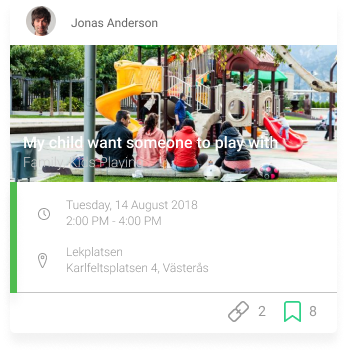 Jonas Anderson
My child want someone to play with
Family, Kids Playing
Tuesday, 14 August 2018
2:00 PM - 4:00 PM
Lekplatsen
Karlfeltsplatsen 4, Västerås
2
8